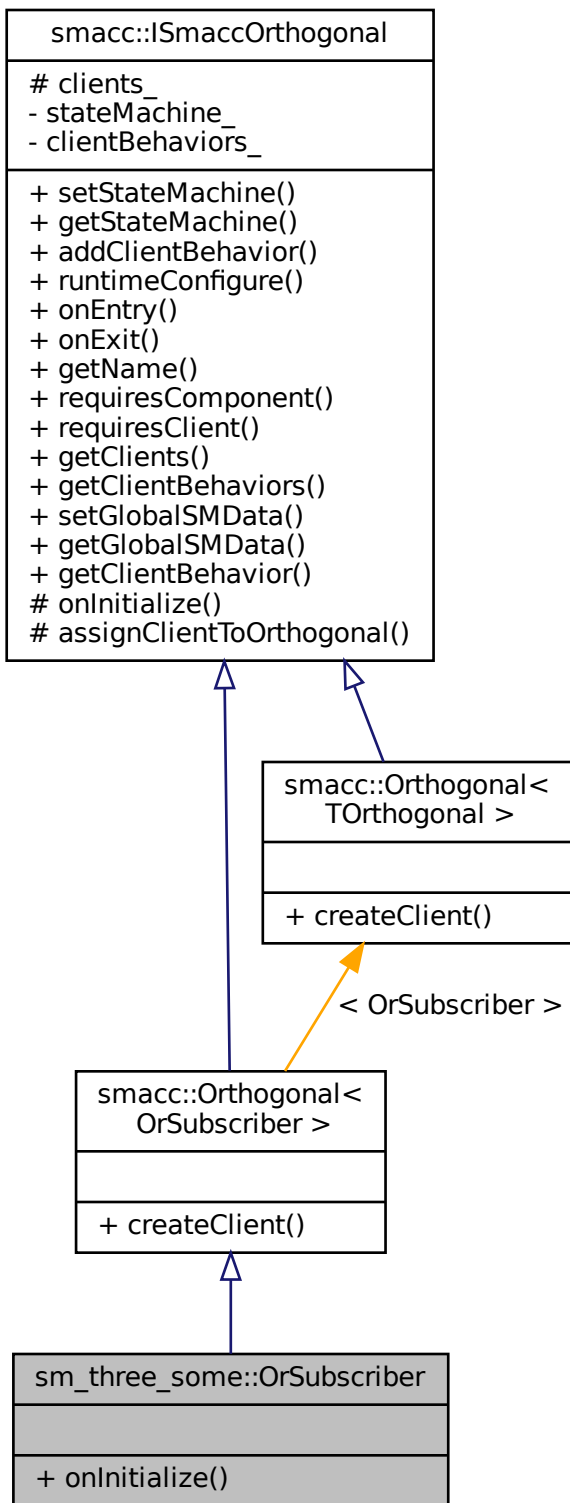 smacc::ISmaccOrthogonal
# clients_
- stateMachine_
- clientBehaviors_
+ setStateMachine()
+ getStateMachine()
+ addClientBehavior()
+ runtimeConfigure()
+ onEntry()
+ onExit()
+ getName()
+ requiresComponent()
+ requiresClient()
+ getClients()
+ getClientBehaviors()
+ setGlobalSMData()
+ getGlobalSMData()
+ getClientBehavior()
# onInitialize()
# assignClientToOrthogonal()
smacc::Orthogonal<
TOrthogonal >
+ createClient()
< OrSubscriber >
smacc::Orthogonal<
OrSubscriber >
+ createClient()
sm_three_some::OrSubscriber
+ onInitialize()